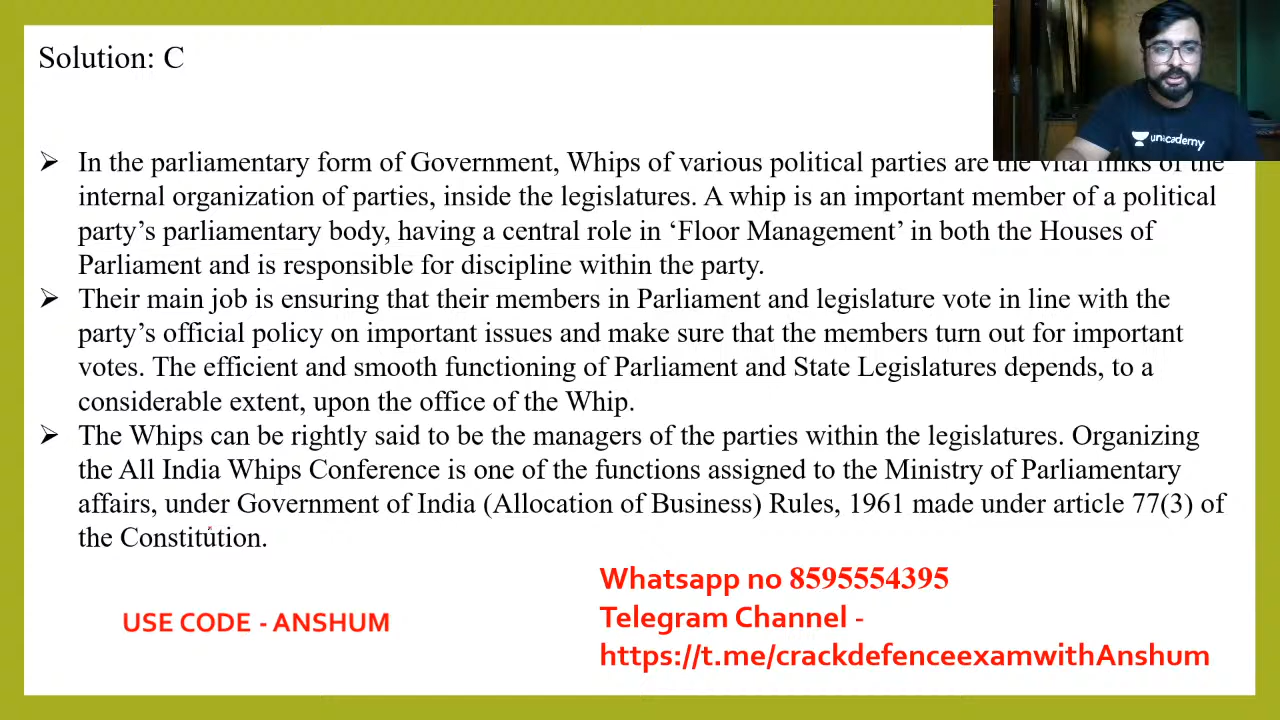 Solution: C
unacademy
➢ In the parliamentary form of Government, Whips of various political parties are the vital links of the
internal organization of parties, inside the legislatures. A whip is an important member of a political
party’s parliamentary body, having a central role in ‘Floor Management’ in both the Houses of
Parliament and is responsible for discipline within the party.
➢ Their main job is ensuring that their members in Parliament and legislature vote in line with the
party’s official policy on important issues and make sure that the members turn out for important
votes. The efficient and smooth functioning of Parliament and State Legislatures depends, to a
considerable extent, upon the office of the Whip.
➢ The Whips can be rightly said to be the managers of the parties within the legislatures. Organizing
the All India Whips Conference is one of the functions assigned to the Ministry of Parliamentary
affairs, under Government of India (Allocation of Business) Rules, 1961 made under article 77(3) of
the Constitution.
USE CODE - ANSHUM
Whatsapp no 8595554395
Telegram Channel -
https://t.me/crackdefenceexamwithAnshum